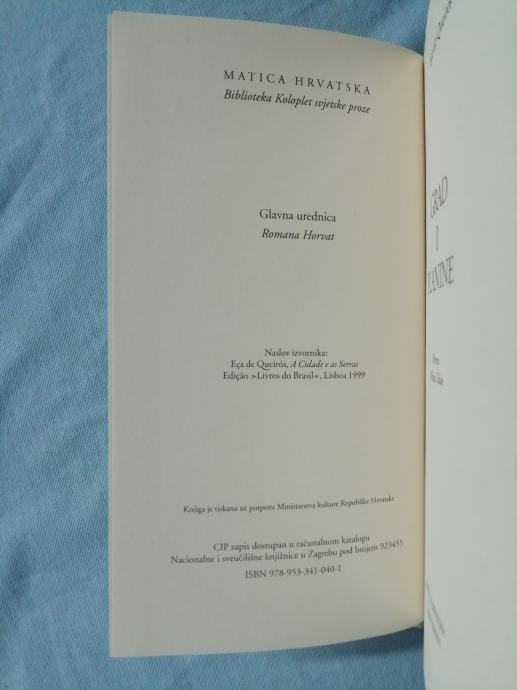 MATICA HRVATSKA
Biblioteka Koloplet svjetske proze
Glavna urednica
Romana Horvat
Naslov izvornika:
Eça de Queirós, A Cidade e as Serras
Edição »Livros do Brasil«, Lisboa 1999
Knjiga je tiskana uz potporu Ministarstva kulture Republike Hrvatske
CIP zapis dostupan u računalnom katalogu
Nacionalne i sveučilišne knjižnice u Zagrebu pod brojem 923455
ISBN 978-953-341-040-1
GRAD
I
PLANINE